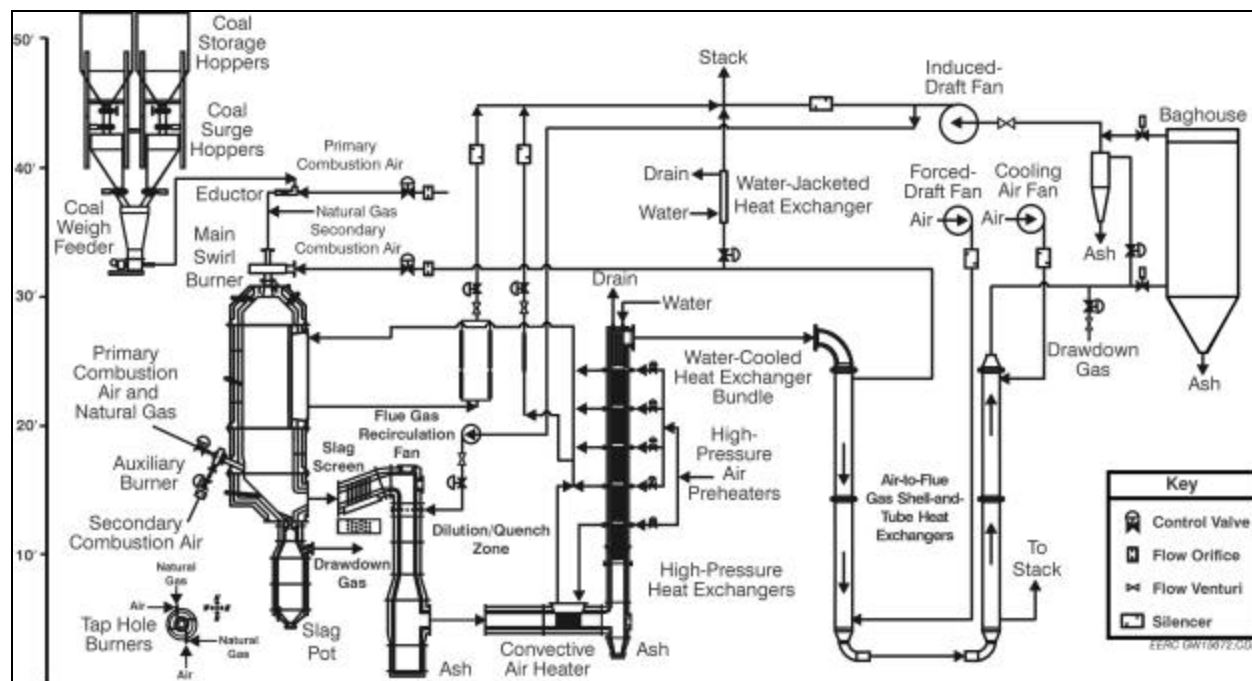 50'
40'
30'
20'
10'
Coal
Storage
Hoppers
Coal
Surge
Hoppers
Coal
Weigh
Feeder
Primary
Combustion
Air
Eductor
Natural Gas
Secondary
Combustion
Air
Main
Swirl
Burner
Primary
Combustion
Air and
Natural Gas
Auxiliary
Burner
Secondary
Combustion Air
Natural
Gas
Air
Tap Hole
Burners
Natural
Gas
Air
Slag
Pot
Drawdown
Gas
Slag
Screen
Flue Gas
Recirculation
Fan
Dilution/Quench
Zone
Ash
Convective
Air Heater
Ash
Stack
Drain
Water
Water-Jacketed
Heat Exchanger
Drain
Water
Water-Cooled
Heat Exchanger
Bundle
High-
Pressure
Air
Preheaters
High-Pressure
Heat Exchangers
Induced-
Draft Fan
Forced-
Draft Fan
Air
Cooling
Air Fan
Air
Ash
Baghouse
Drawdown
Gas
Ash
Air-to-Flue
Gas Shell-and-
Tube Heat
Exchangers
To
Stack
Key
Control Valve
Flow Orifice
Flow Venturi
Silencer